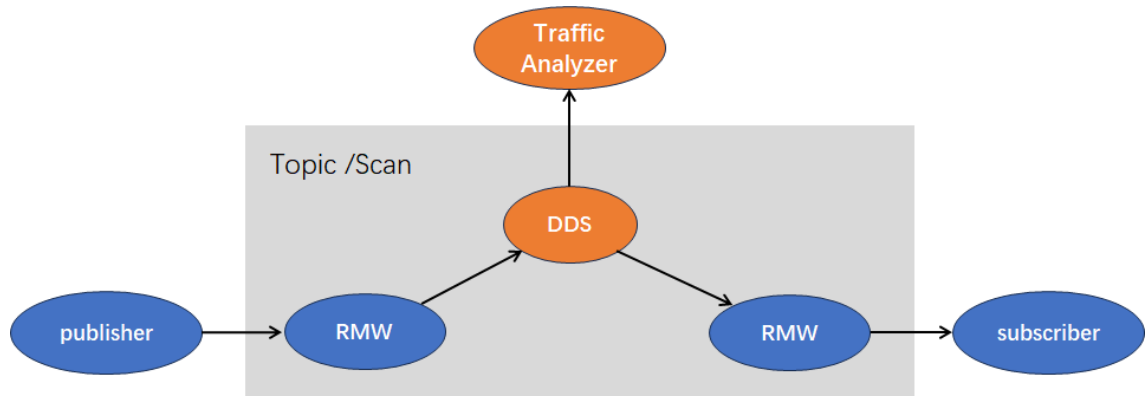 Traffic
Analyzer
Topic /Scan
DDS
publisher
RMW
RMW
subscriber